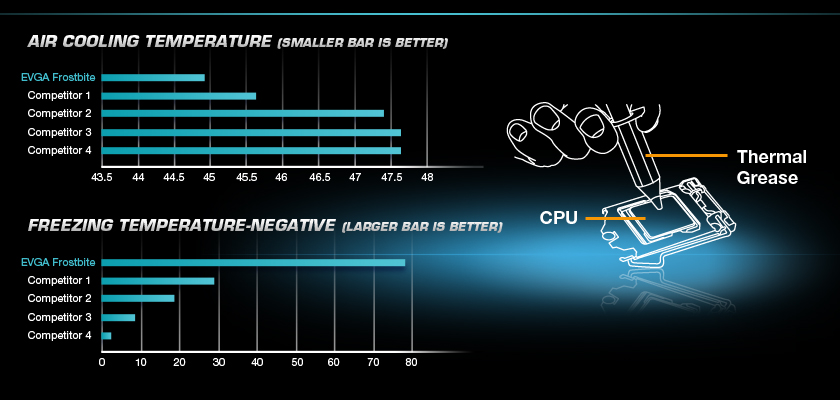 AIR COOLING TEMPERATURE (SMALLER BAR IS BETTER)
EVGA Frostbite
Competitor 1
Competitor 2
Competitor 3
Competitor 4
43.5 44 44.5 45 45.5 46 46.5 47 47.5 48
Thermal
Grease
CPU
FREEZING TEMPERATURE-NEGATIVE (LARGER BAR IS BETTER)
EVGA Frostbite
Competitor 1
Competitor 2
Competitor 3
Competitor 4
0 10 20 30 40 50 60 70 80